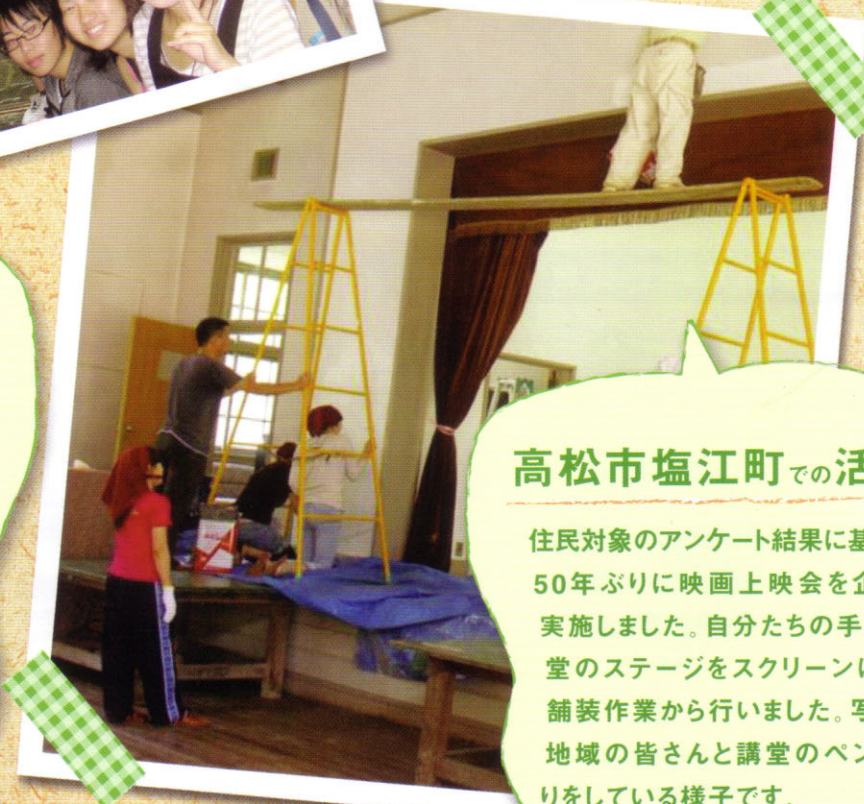 高松市塩江町での活
住民対象のアンケート結果に基
50年ぶりに映画上映会を企
実施しました。自分たちの手
堂のステージをスクリーンに
舗装作業から行いました。写
地域の皆さんと講堂のペン
りをしている様子です。